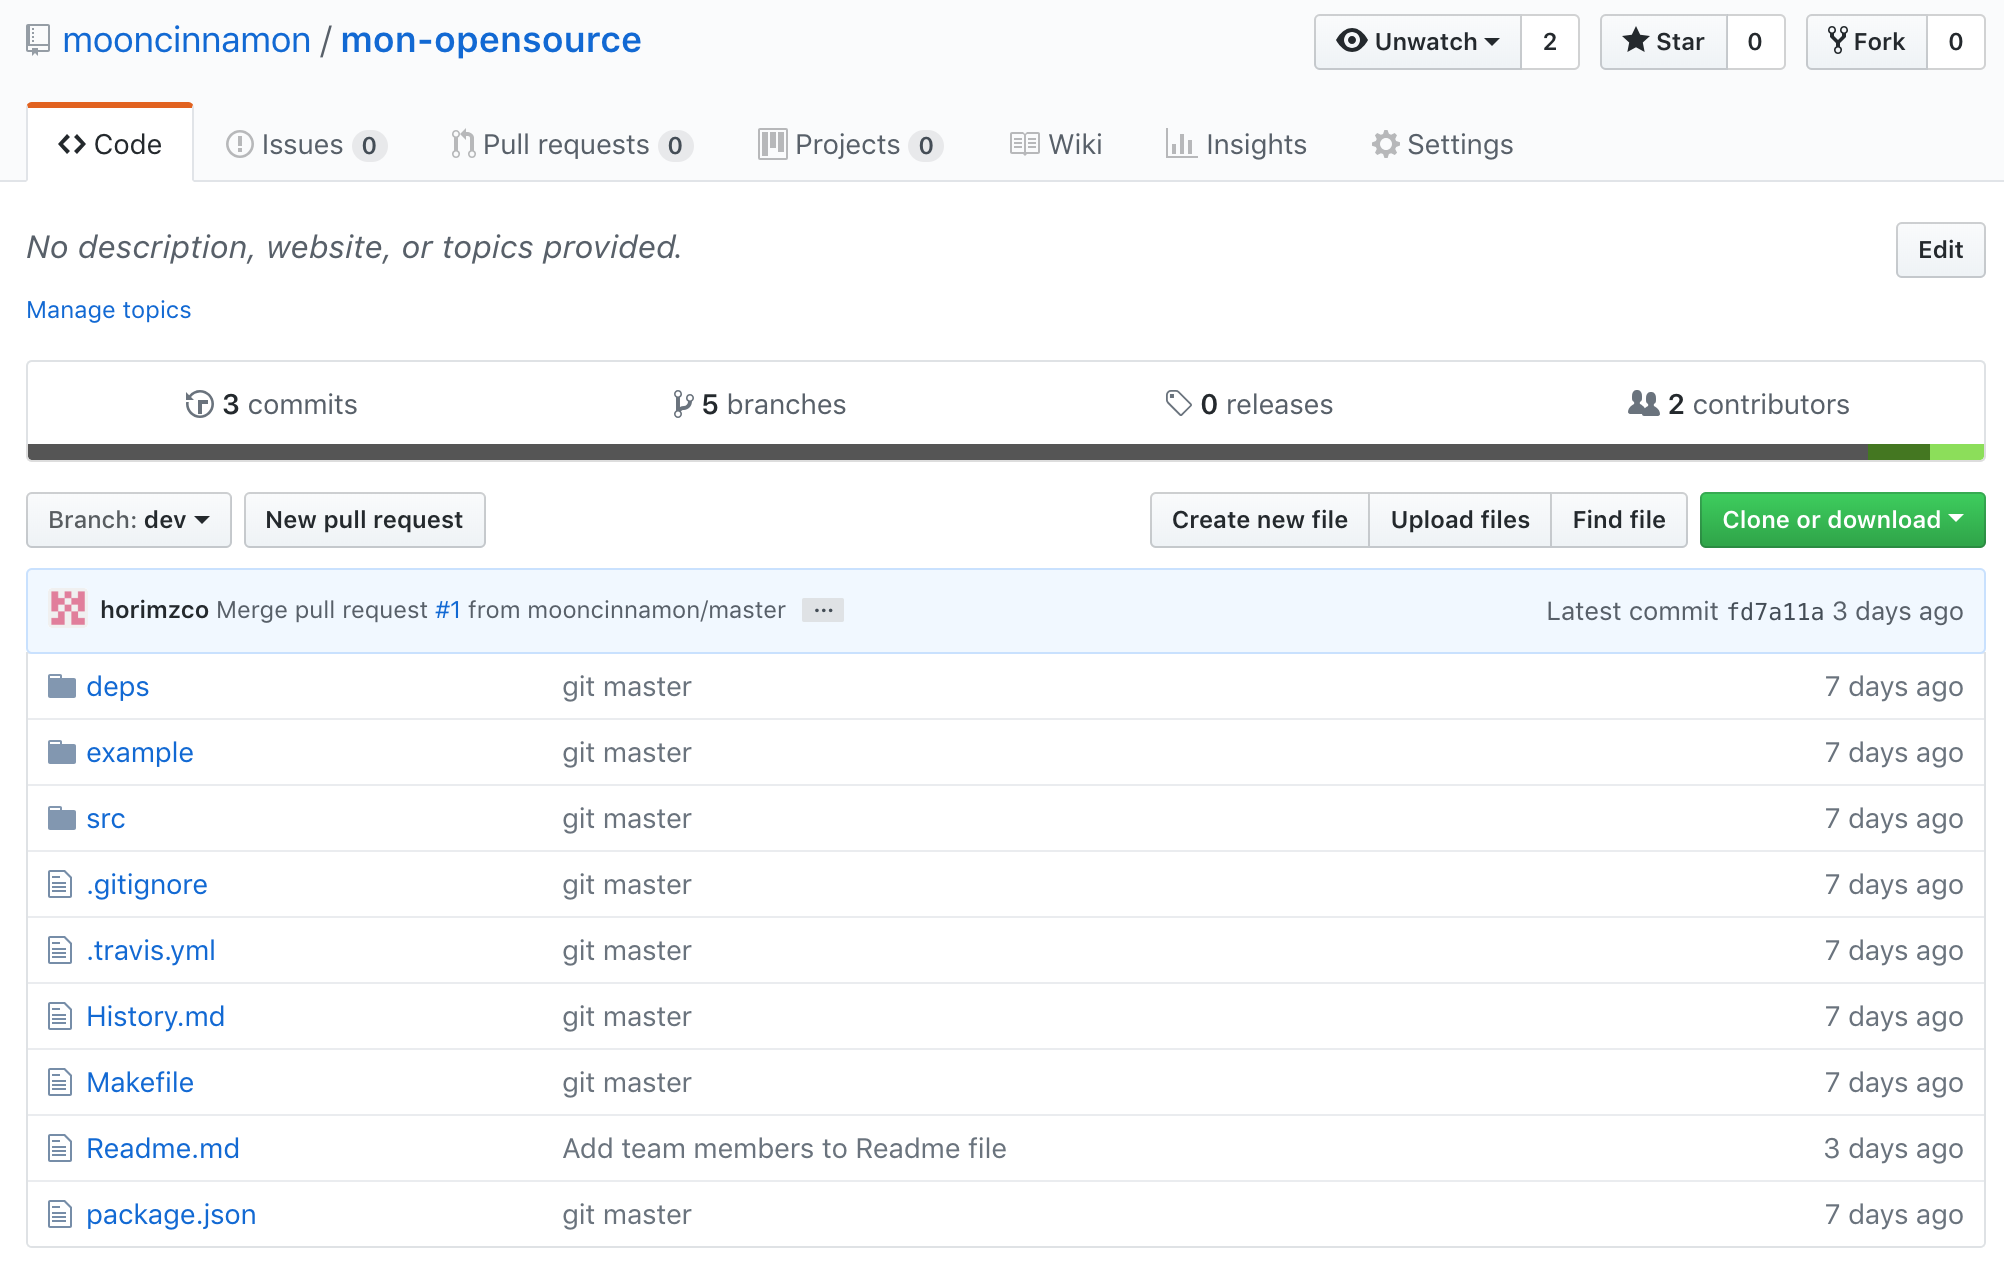 mooncinnamon / mon-opensource
Unwatch 2 Star 0 Fork 0
Code Issues 0 Pull requests 0 Projects 0 Wiki Insights Settings
No description, website, or topics provided.
Edit
Manage topics
3 commits 5 branches 0 releases 2 contributors
Branch: dev New pull request Create new file Upload files Find file Clone or download
horimzco Merge pull request #1 from mooncinnamon/master ... Latest commit fd7a11a 3 days ago
deps git master 7 days ago
example git master 7 days ago
src git master 7 days ago
.gitignore git master 7 days ago
.travis.yml git master 7 days ago
History.md git master 7 days ago
Makefile git master 7 days ago
Readme.md Add team members to Readme file 3 days ago
package.json git master 7 days ago